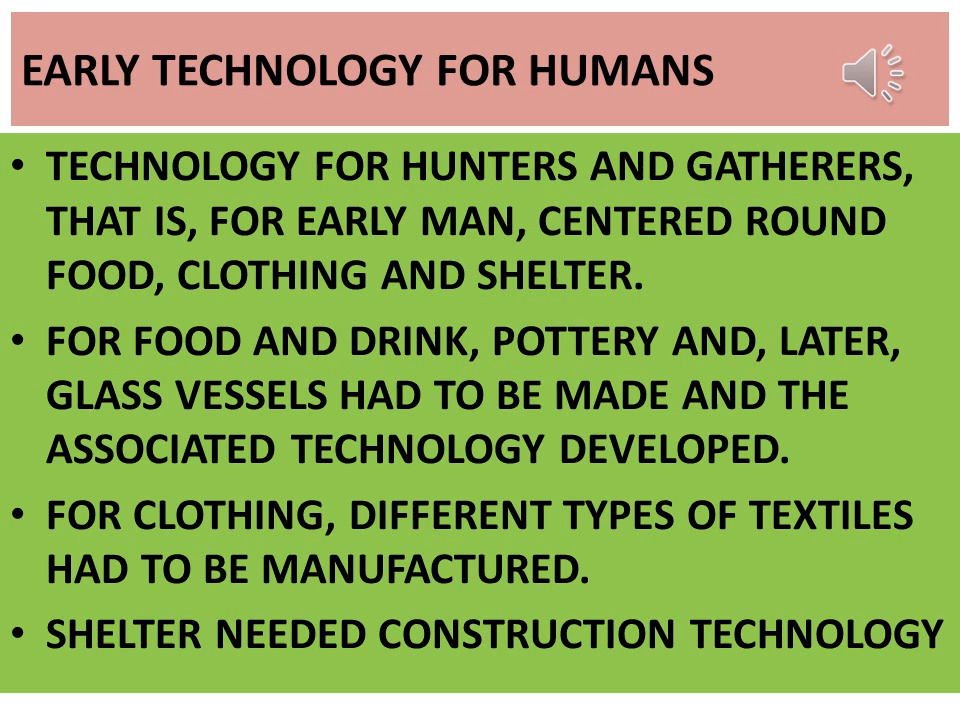 EARLY TECHNOLOGY FOR HUMANS
• TECHNOLOGY FOR HUNTERS AND GATHERERS,
THAT IS, FOR EARLY MAN, CENTERED ROUND
FOOD, CLOTHING AND SHELTER.
• FOR FOOD AND DRINK, POTTERY AND, LATER,
GLASS VESSELS HAD TO BE MADE AND THE
ASSOCIATED TECHNOLOGY DEVELOPED.
• FOR CLOTHING, DIFFERENT TYPES OF TEXTILES
HAD TO BE MANUFACTURED.
• SHELTER NEEDED CONSTRUCTION TECHNOLOGY